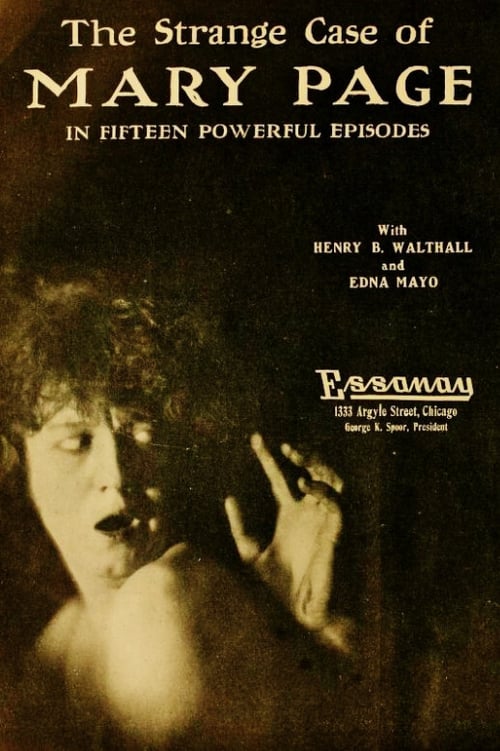 The Strange Case of
MARY PAGE
IN FIFTEEN POWERFUL EPISODES
With
HENRY B. WALTHALL
and
EDNA MAYO
Essanay
1333 Argyle Street, Chicago
George K. Spoor, President